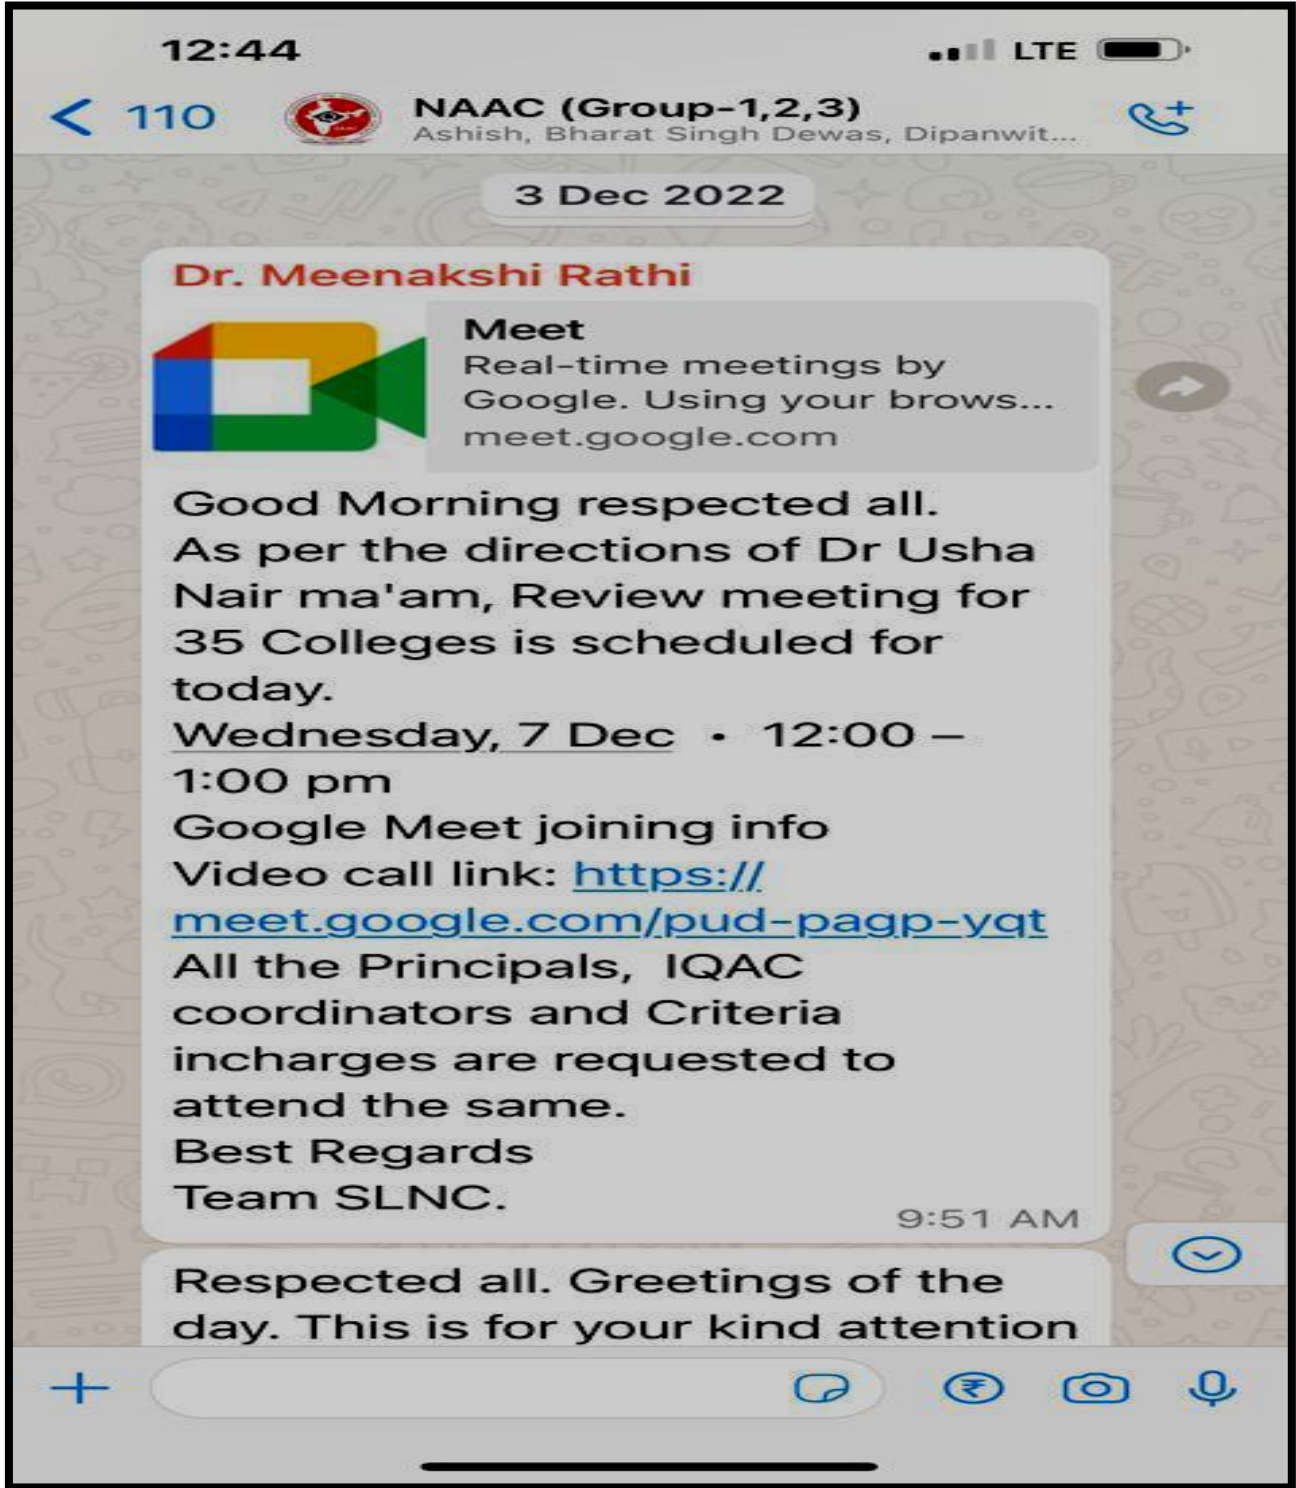 12:44
LTE
110
NAAC (Group-1,2,3)
Ashish, Bharat Singh Dewas, Dipanwit...
3 Dec 2022
Dr. Meenakshi Rathi
Meet
Real-time meetings by
Google. Using your brows...
meet.google.com
Good Morning respected all.
As per the directions of Dr Usha
Nair ma'am, Review meeting for
35 Colleges is scheduled for
today.
Wednesday, 7 Dec · 12:00 –
1:00 pm
Google Meet joining info
Video call link: https://
meet.google.com/pud-pagp-yqt
All the Principals,  IQAC
coordinators and Criteria
incharges are requested to
attend the same.
Best Regards
Team SLNC.
9:51 AM
Respected all. Greetings of the
day. This is for your kind attention